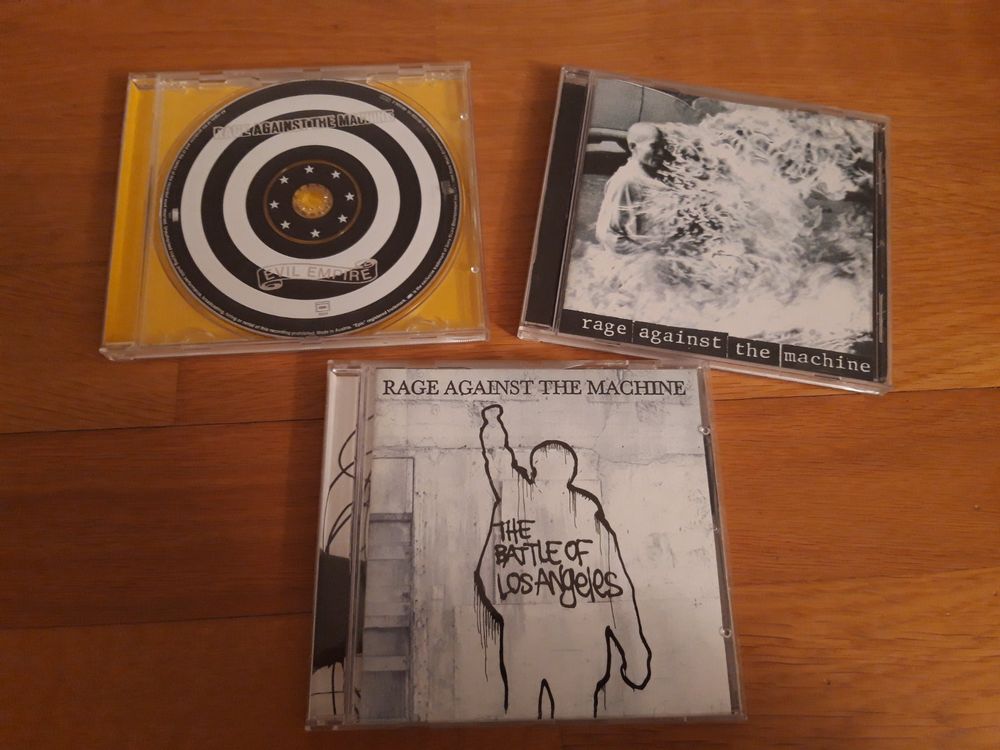 RAGE AGAINST THE MACHINE
EVIL EMPIRE
rage against the machine
RAGE AGAINST THE MACHINE
THE
BATTLE OF
LOS ANgeles